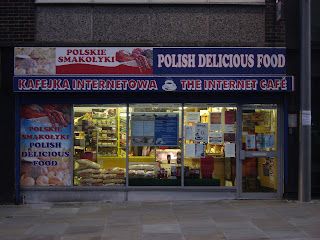 POLSKIE
SMAKOŁYKI
POLISH DELICIOUS FOOD
KAFEJKA INTERNETOWA THE INTERNET CAFÉ
POLSKIE
SMAKOŁYKI
POLISH
DELICIOUS
FOOD